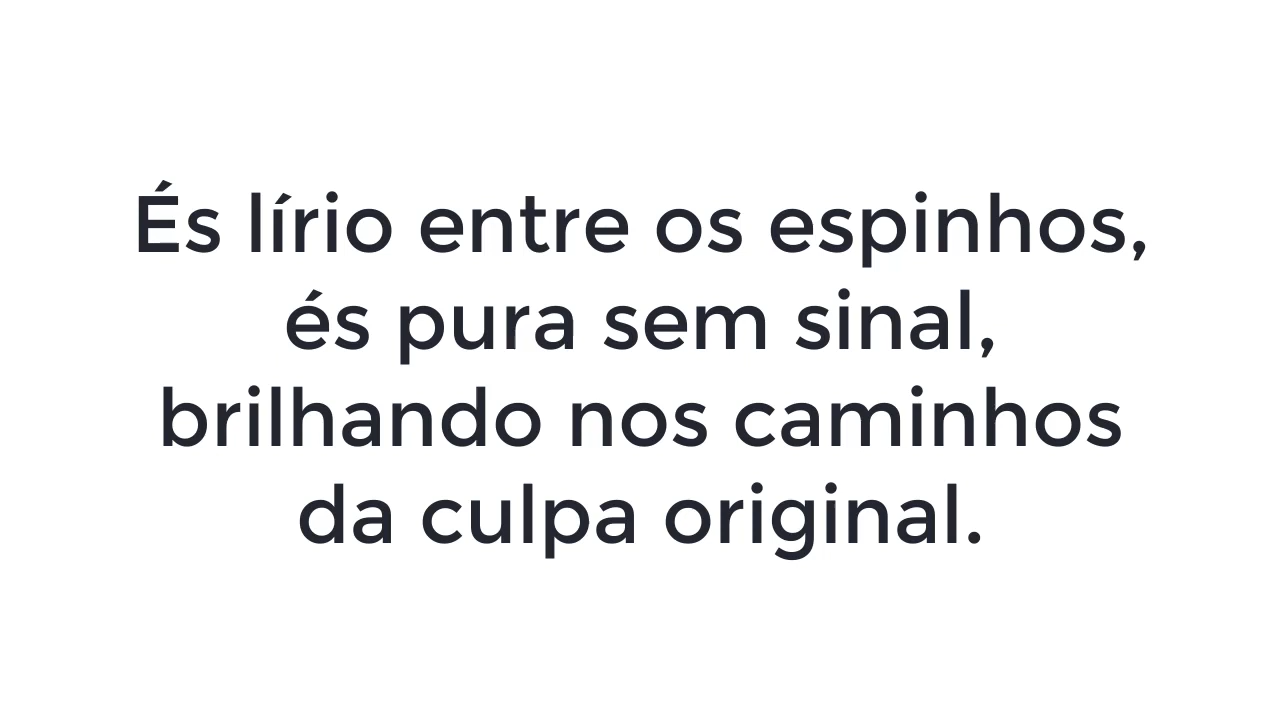 És lírio entre os espinhos,
és pura sem sinal,
brilhando nos caminhos
da culpa original.